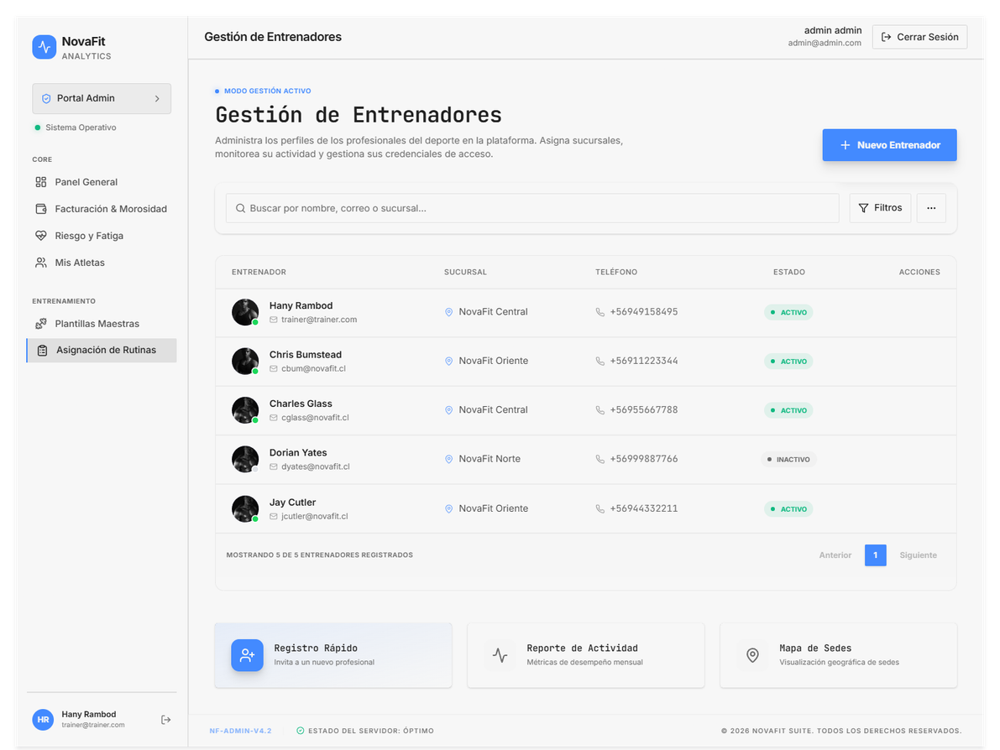 NovaFit
ANALYTICS
Portal Admin
Sistema Operativo
CORE
Panel General
Facturación & Morosidad
Riesgo y Fatiga
Mis Atletas
ENTRENAMIENTO
Plantillas Maestras
Asignación de Rutinas
HR
Hany Rambod
trainer@trainer.com
Gestión de Entrenadores
admin admin
admin@admin.com
Cerrar Sesión
MODO GESTIÓN ACTIVO
Gestión de Entrenadores
Administra los perfiles de los profesionales del deporte en la plataforma. Asigna sucursales,
monitorea su actividad y gestiona sus credenciales de acceso.
Nuevo Entrenador
Buscar por nombre, correo o sucursal...
Filtros
ENTRENADOR SUCURSAL TELÉFONO ESTADO ACCIONES
Hany Rambod
trainer@trainer.com
NovaFit Central
+56949158495
ACTIVO
Chris Bumstead
cbum@novafit.cl
NovaFit Oriente
+56911223344
ACTIVO
Charles Glass
cglass@novafit.cl
NovaFit Central
+56955667788
ACTIVO
Dorian Yates
dyates@novafit.cl
NovaFit Norte
+56999887766
INACTIVO
Jay Cutler
jcutler@novafit.cl
NovaFit Oriente
+56944332211
ACTIVO
MOSTRANDO 5 DE 5 ENTRENADORES REGISTRADOS
Anterior 1 Siguiente
Registro Rápido
Invita a un nuevo profesional
Reporte de Actividad
Métricas de desempeño mensual
Mapa de Sedes
Visualización geográfica de sedes
NF-ADMIN-V4.2
ESTADO DEL SERVIDOR: ÓPTIMO
© 2026 NOVAFIT SUITE. TODOS LOS DERECHOS RESERVADOS.